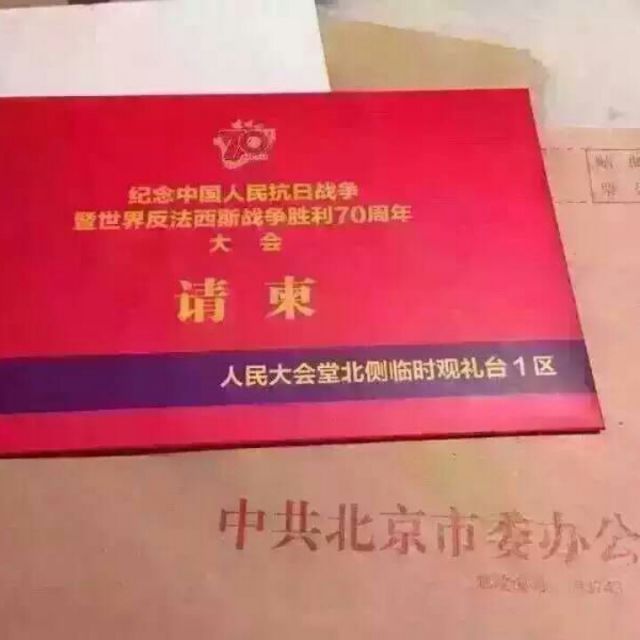 70
纪念中国人民抗日战争
暨世界反法西斯战争胜利70周年
大 会
请 柬
人民大会堂北侧临时观礼台1区
中共北京市委办公